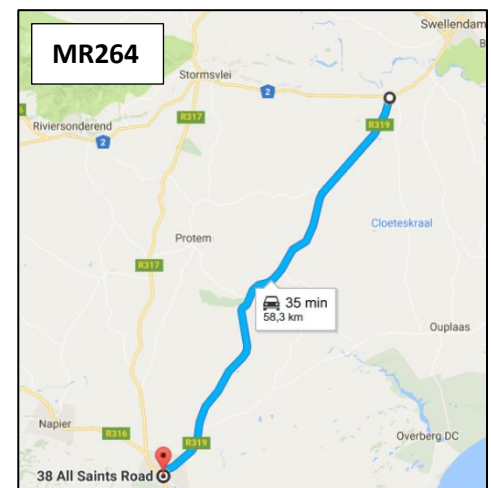 MR264
Swellendam
B
Stormsvlei
2
R317
R319
Riviersonderend
2
Cloeteskraal
Protem
R317
35 min
58,3 km
Ouplaas
Napier
R316
R319
Overberg DC
38 All Saints Road